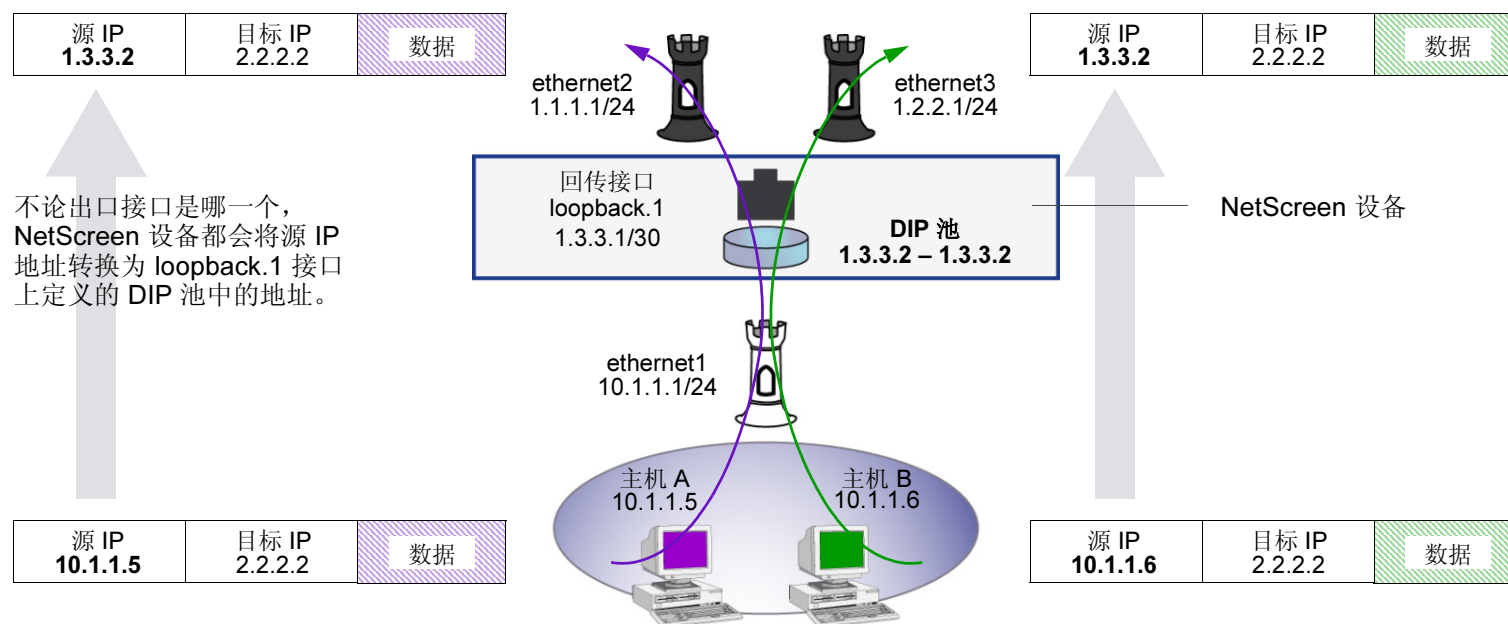 源 IP
1.3.3.2
目标 IP
2.2.2.2
数据
ethernet2
1.1.1.1/24
ethernet3
1.2.2.1/24
源 IP
1.3.3.2
目标 IP
2.2.2.2
数据
不论出口接口是哪一个，
NetScreen 设备都会将源 IP
地址转换为 loopback.1 接口
上定义的 DIP 池中的地址。
回传接口
loopback.1
1.3.3.1/30
DIP 池
1.3.3.2 – 1.3.3.2
NetScreen 设备
ethernet1
10.1.1.1/24
主机 A
10.1.1.5
主机 B
10.1.1.6
源 IP
10.1.1.5
目标 IP
2.2.2.2
数据
源 IP
10.1.1.6
目标 IP
2.2.2.2
数据